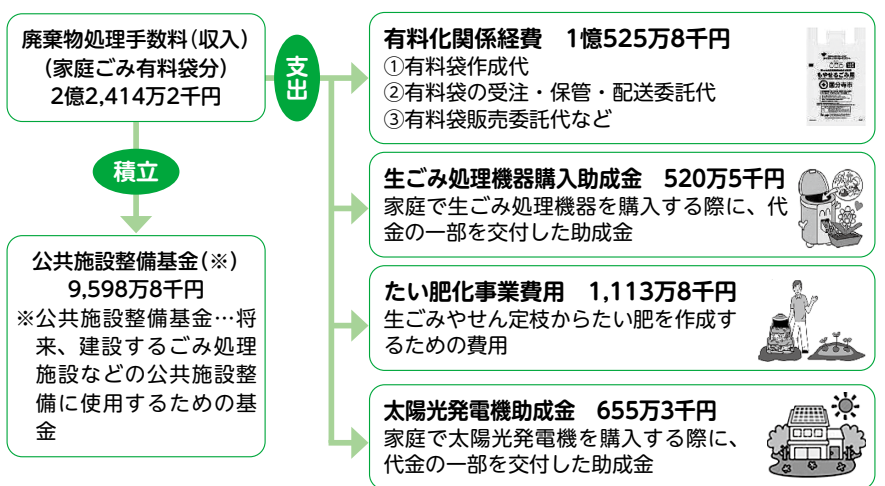 廃棄物処理手数料（収入）
（家庭ごみ有料袋分）
2億2,414万2千円
支出
積立
公共施設整備基金（※）
9,598万8千円
※公共施設整備基金…将
来、建設するごみ処理
施設などの公共施設整
備に使用するための基
金
有料化関係経費　1億525万8千円
①有料袋作成代
②有料袋の受注・保管・配送委託代
③有料袋販売委託代など
もやせるごみ用
国分寺市
生ごみ処理機器購入助成金　520万5千円
家庭で生ごみ処理機器を購入する際に、代
金の一部を交付した助成金
たい肥化事業費用　1,113万8千円
生ごみやせん定枝からたい肥を作成す
るための費用
太陽光発電機助成金　655万3千円
家庭で太陽光発電機を購入する際に、
代金の一部を交付した助成金